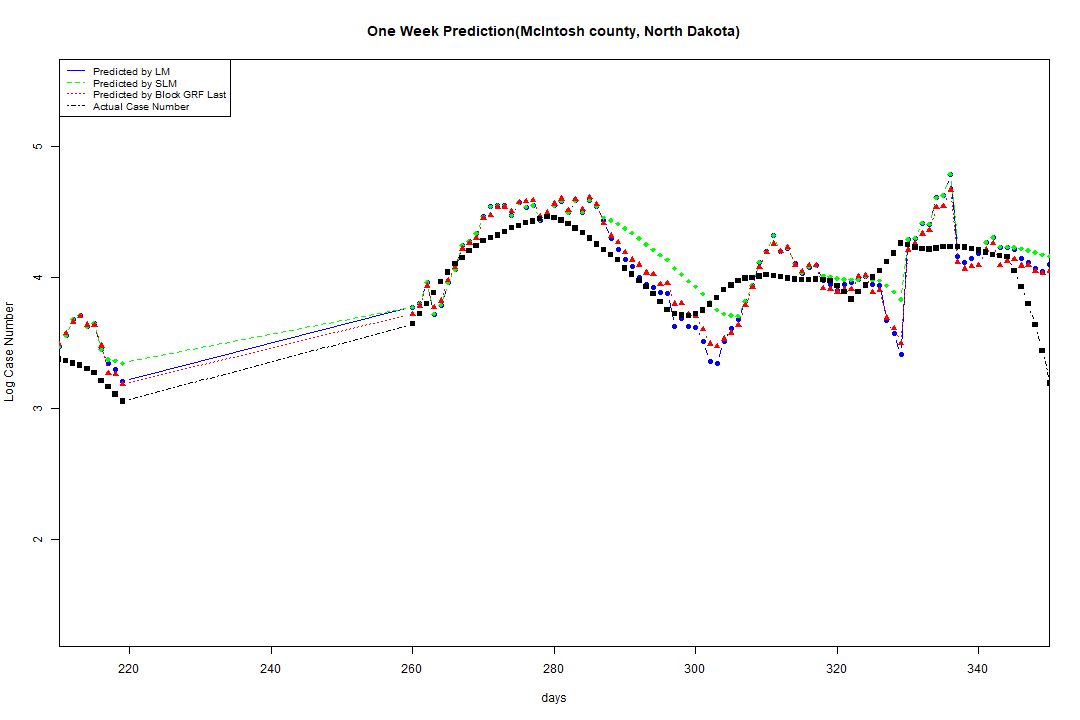 One Week Prediction(McIntosh county, North Dakota)
Predicted by LM
Predicted by SLM
Predicted by Block GRF Last
Actual Case Number
5
4
3
2
Log Case Number
220 240 260 280 300 320 340
days